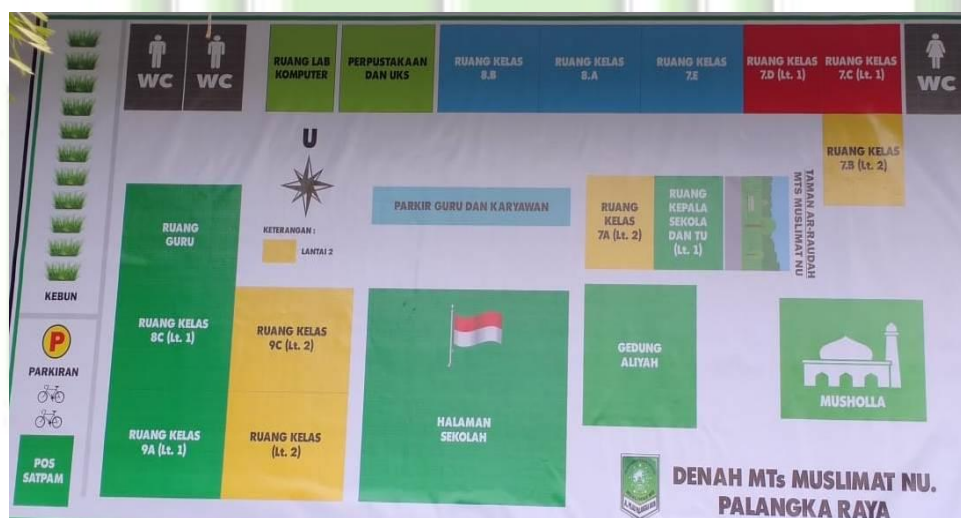 WC
WC
RUANG LAB
KOMPUTER
PERPUSTAKAAN
DAN UKS
RUANG KELAS
8.B
RUANG KELAS
8.A
RUANG KELAS
7.E
RUANG KELAS
7.D (Lt. 1)
RUANG KELAS
7.C (Lt. 1)
WC
RUANG KELAS
7.B (Lt. 2)
U
KETERANGAN :
LANTAI 2
PARKIR GURU DAN KARYAWAN
RUANG
KELAS
7A (Lt. 2)
RUANG
KEPALA
SEKOLA
DAN TU
(Lt. 1)
TAMAN AR-RAUDAH
MTS MUSLIMAT NU
RUANG
GURU
KEBUN
P
PARKIRAN
RUANG KELAS
8C (Lt. 1)
RUANG KELAS
9C (Lt. 2)
GEDUNG
ALIYAH
MUSHOLLA
HALAMAN
SEKOLAH
RUANG KELAS
9A (Lt. 1)
RUANG KELAS
(Lt. 2)
POS
SATPAM
DENAH MTs MUSLIMAT NU.
PALANGKA RAYA